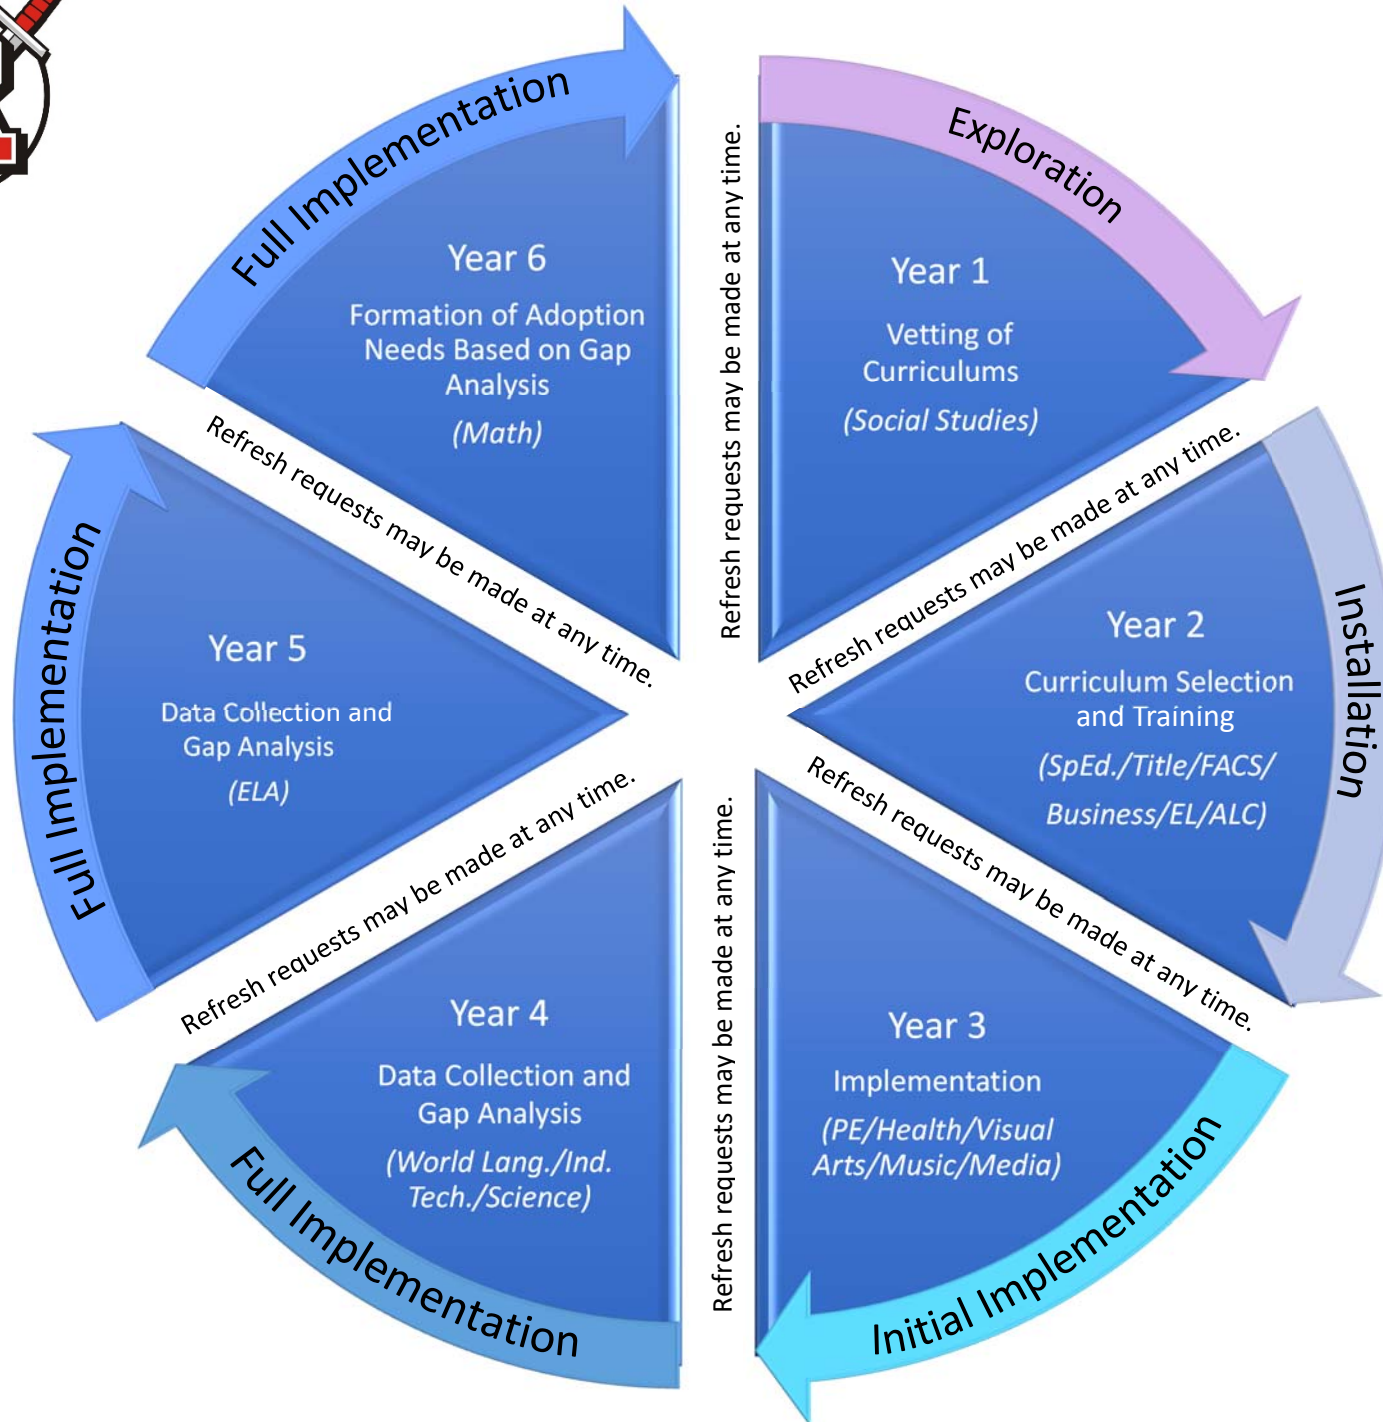 Exploration
Year 1
Vetting of
Curriculums
(Social Studies)
Refresh requests may be made at any time.
Installation
Year 2
Curriculum Selection
and Training
(SpEd./Title/FACS/
Business/EL/ALC)
Refresh requests may be made at any time.
Initial Implementation
Year 3
Implementation
(PE/Health/Visual
Arts/Music/Media)
Refresh requests may be made at any time.
Full Implementation
Year 4
Data Collection and
Gap Analysis
(World Lang./Ind.
Tech./Science)
Refresh requests may be made at any time.
Full Implementation
Year 5
Data Collection and
Gap Analysis
(ELA)
Refresh requests may be made at any time.
Full Implementation
Year 6
Formation of Adoption
Needs Based on Gap
Analysis
(Math)
Refresh requests may be made at any time.